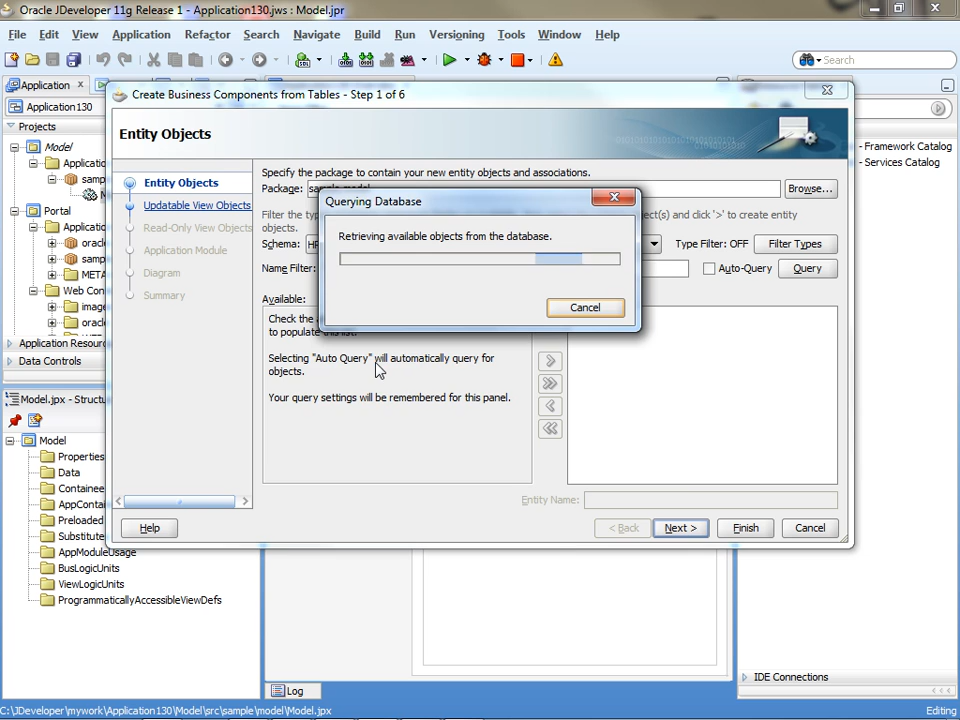 Oracle JDeveloper 11g Release 1 - Application130.jws : Model.jpr
File Edit View Application Refactor Search Navigate Build Run Versioning Tools Window Help
Search
Application
Application130
Projects
Model
Portal
META
Web Con
Data Controls
Model.jpx - Structu
Model
Properties
Data
Containee
AppContai
Preloaded
Substitute
AppModuleUsage
BusLogicUnits
ViewLogicUnits
ProgrammaticallyAccessibleViewDefs
Create Business Components from Tables - Step 1 of 6
Entity Objects
Entity Objects
Updatable View Objects
Read-Only View Objects
Application Module
Diagram
Summary
Specify the package to contain your new entity objects and associations.
Package:
Browse...
Filter the
ect(s) and click '>' to create entity
objects.
Schema:
Type Filter: OFF
Filter Types
Name Filter:
Auto-Query
Query
Available:
Check the
to populate this list.
Selecting "Auto Query" will automatically query for
objects.
Your query settings will be remembered for this panel.
Entity Name:
Help
< Back
Next >
Finish
Cancel
Querying Database
Retrieving available objects from the database.
Cancel
- Framework Catalog
- Services Catalog
IDE Connections
Log
C:\JDeveloper\mywork\Application130\Model\src\sample\model\Model.jpx
Editing